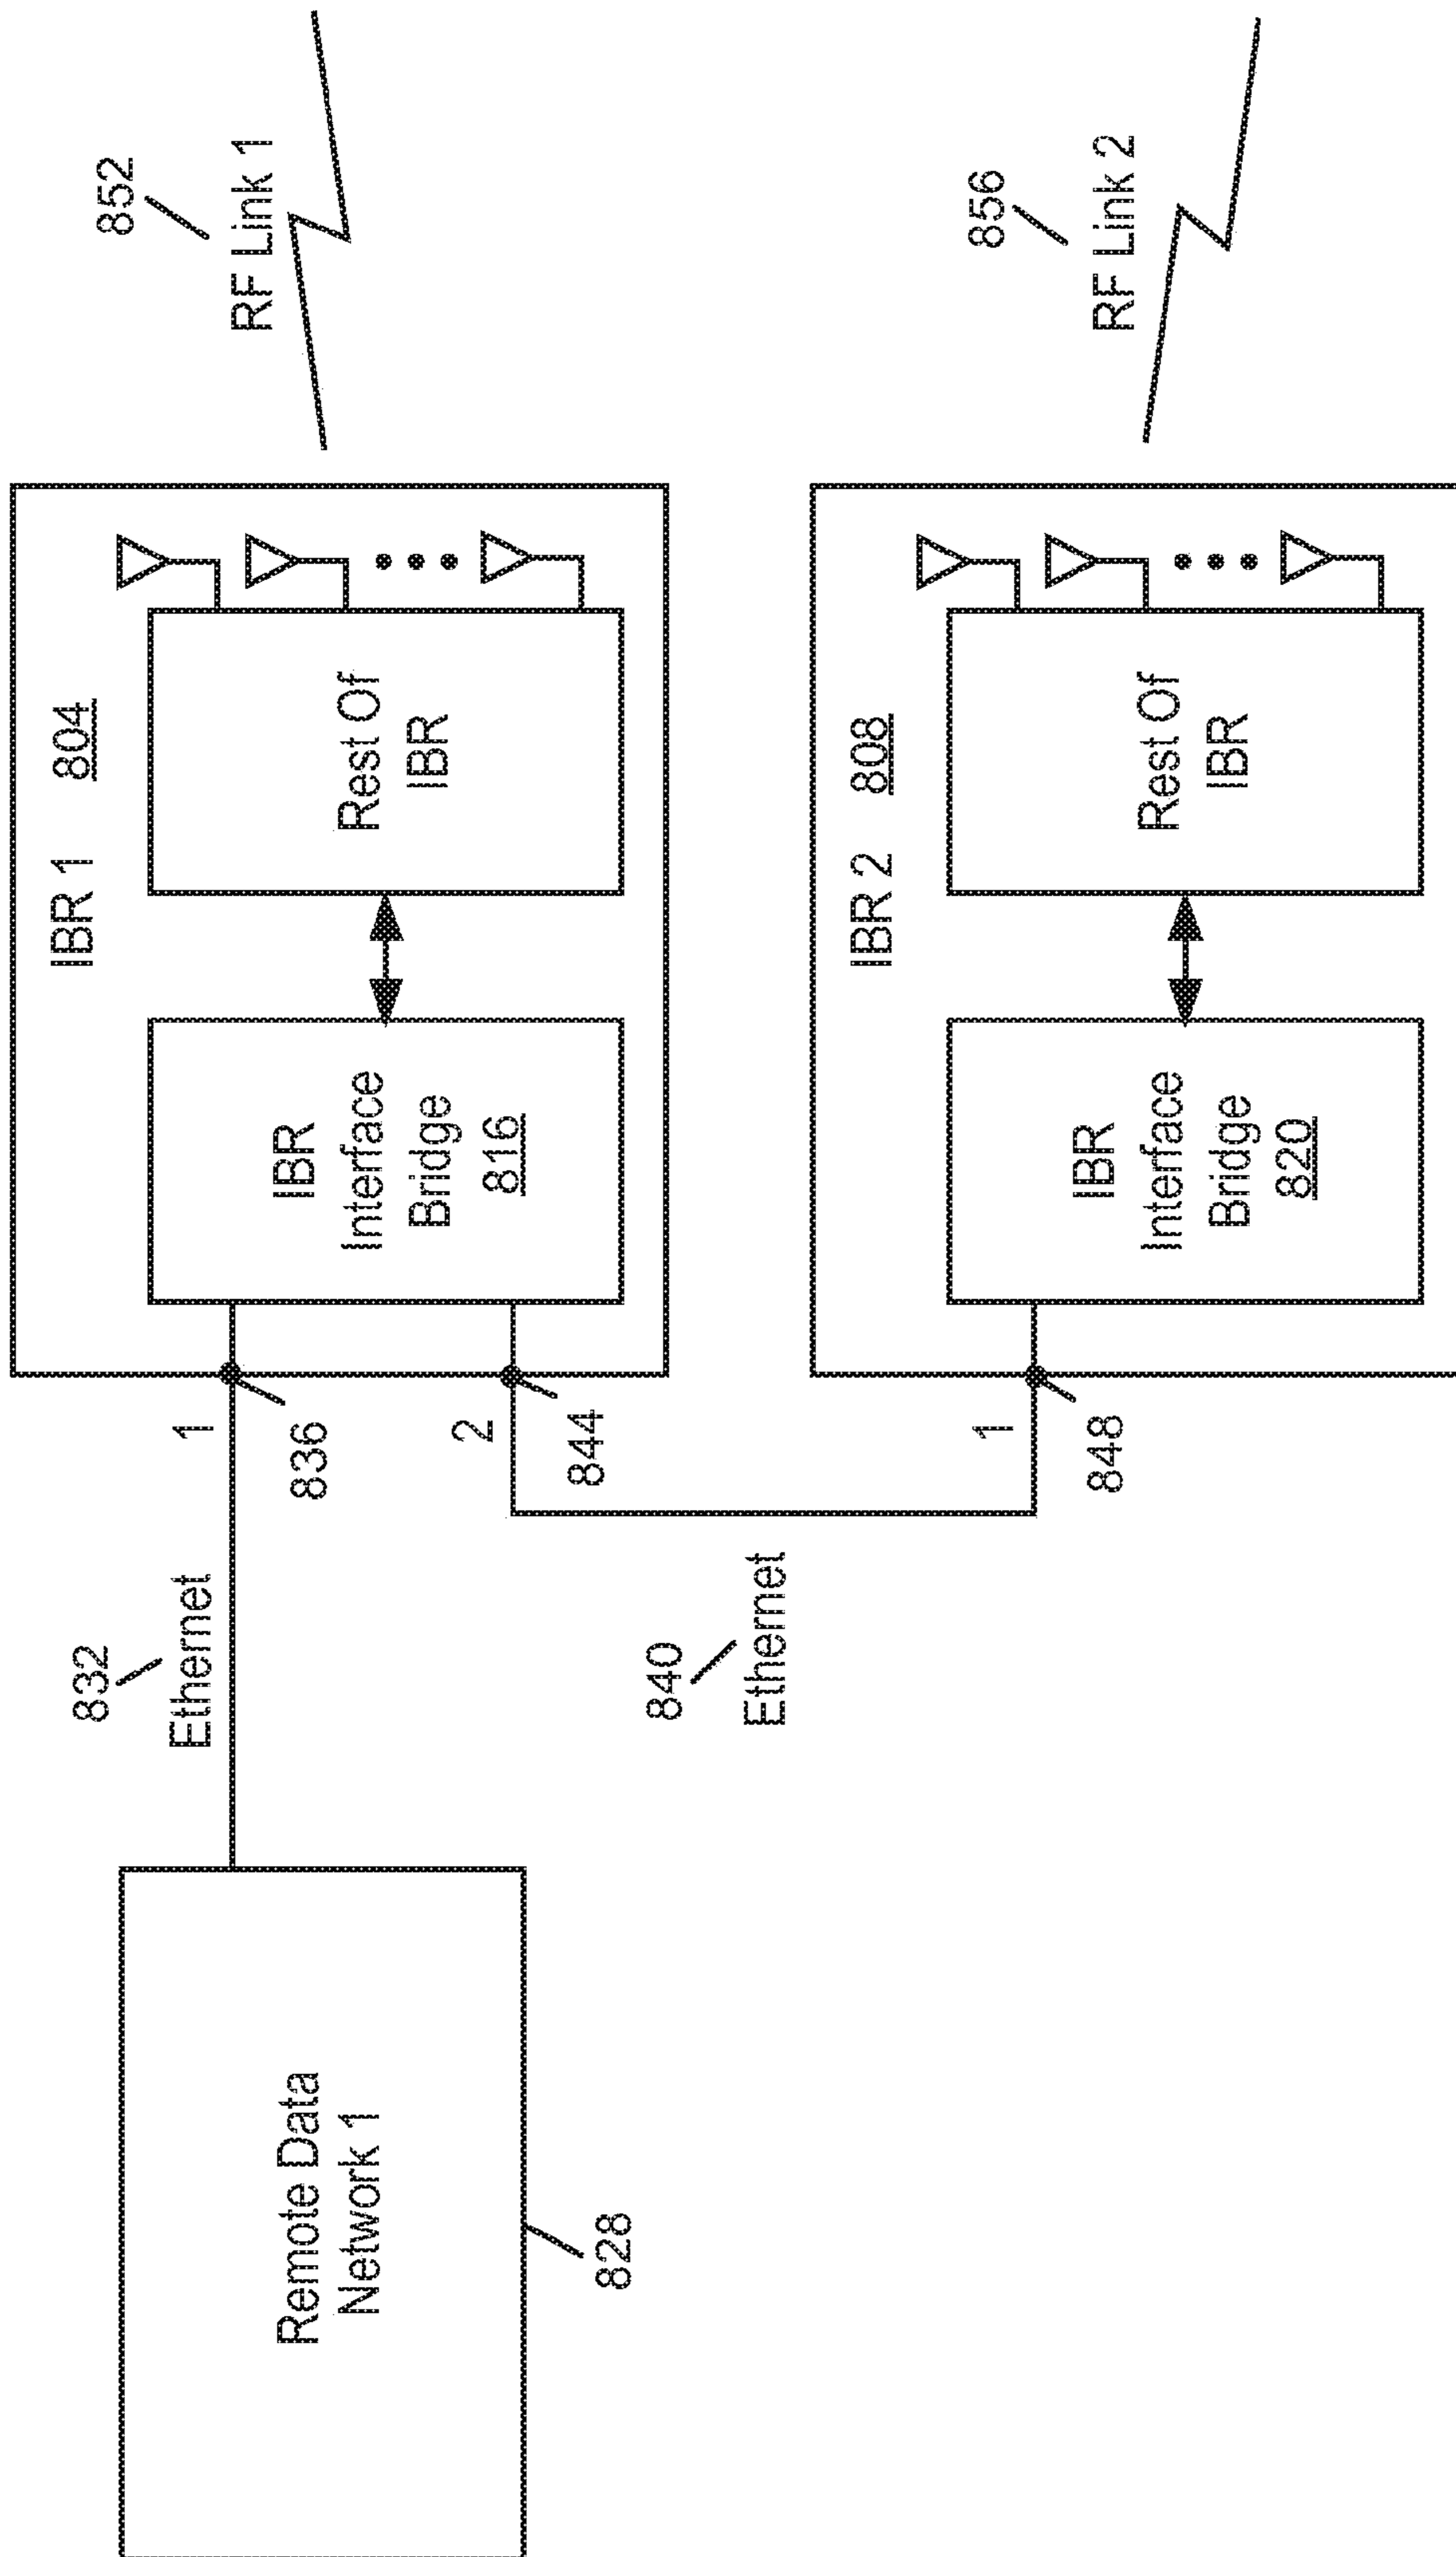 852
RF Link 1
856
RF Link 2
IBR 1 804
Rest Of
IBR
IBR
Interface
Bridge
816
IBR 2 808
Rest Of
IBR
IBR
Interface
Bridge
820
1
836
2
844
1
848
832
Ethernet
840
Ethernet
Remote Data
Network 1
828